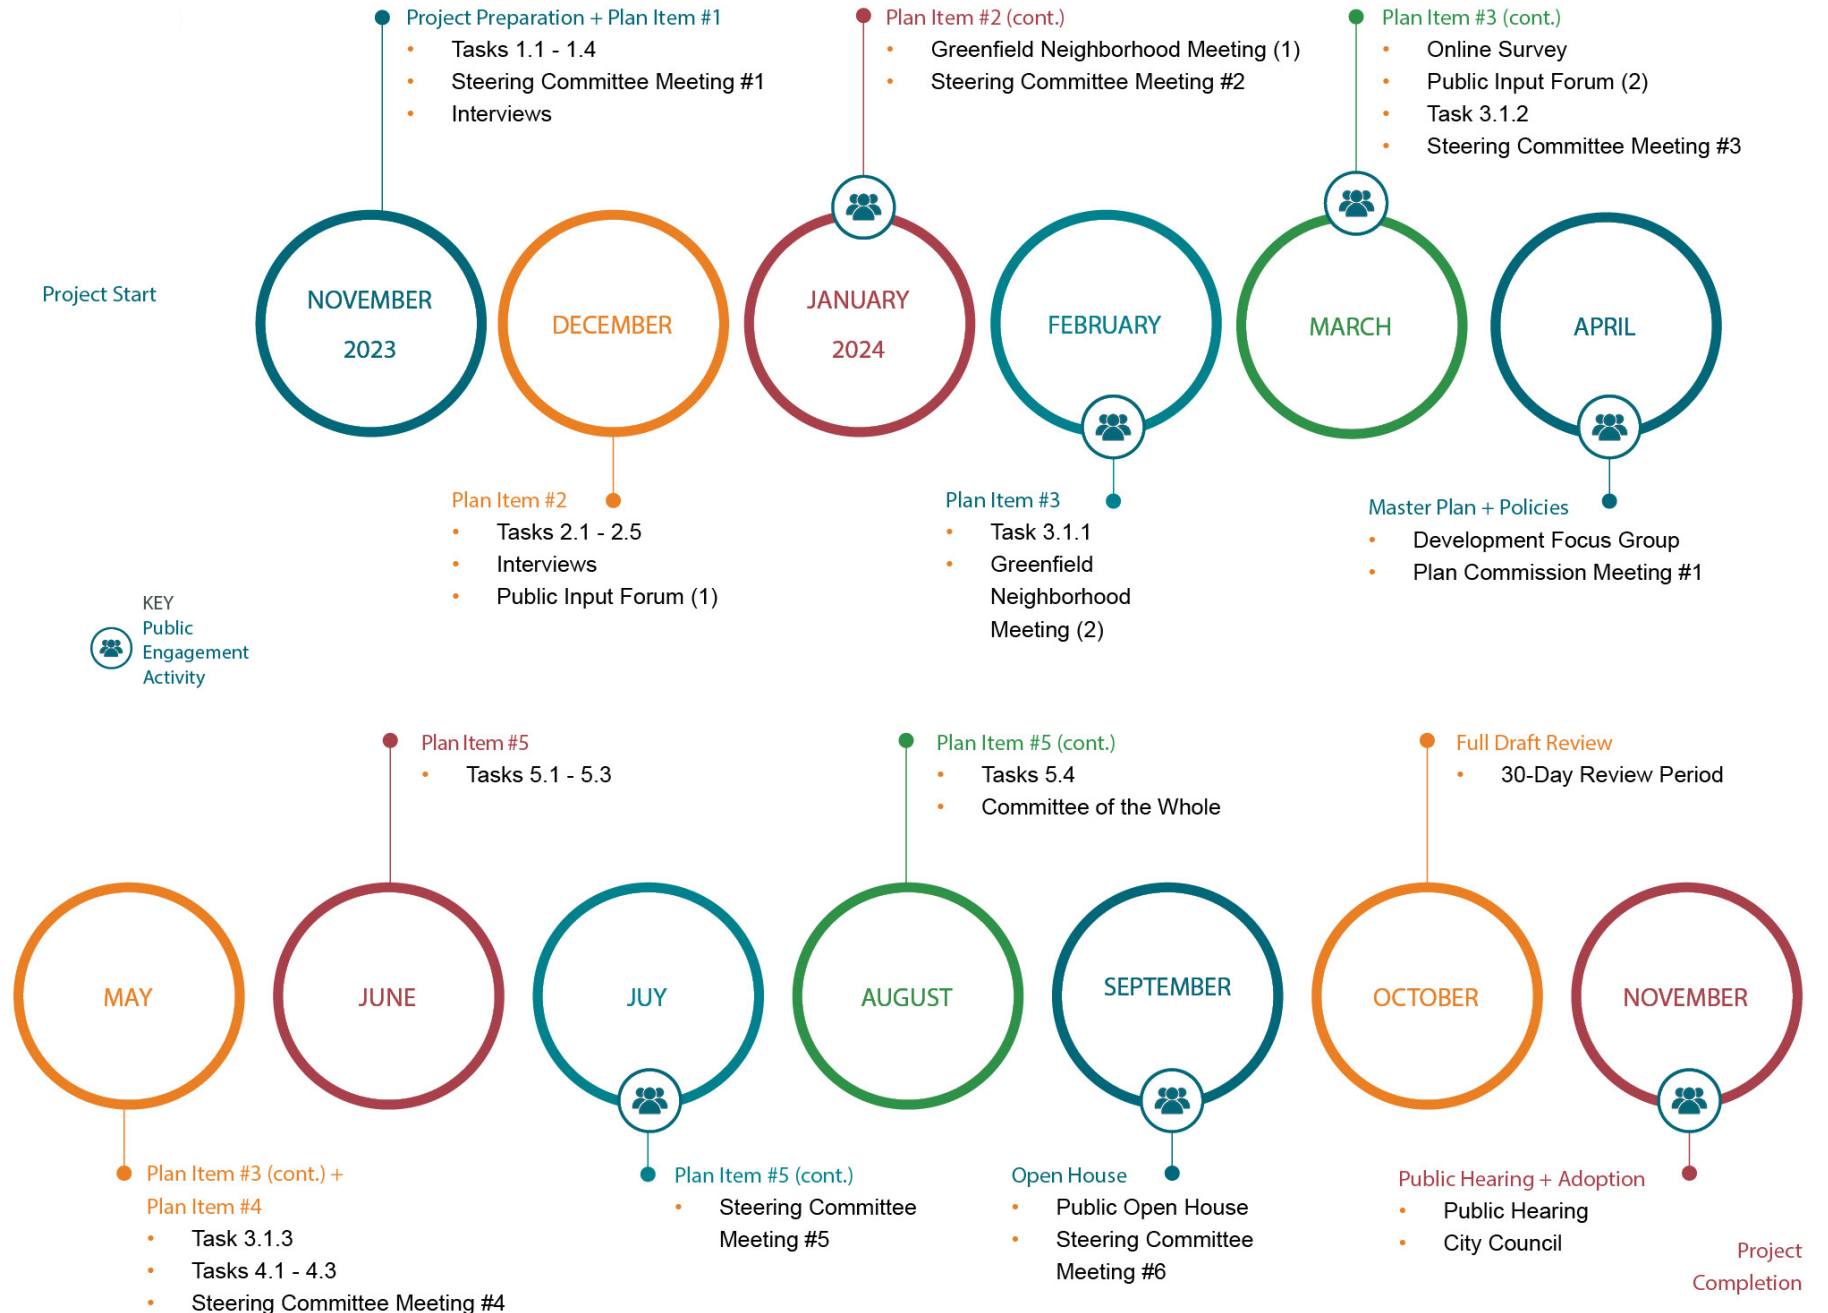 Project Preparation + Plan Item #1
• Tasks 1.1 - 1.4
• Steering Committee Meeting #1
• Interviews
Plan Item #2 (cont.)
• Greenfield Neighborhood Meeting (1)
• Steering Committee Meeting #2
Plan Item #3 (cont.)
• Online Survey
• Public Input Forum (2)
• Task 3.1.2
• Steering Committee Meeting #3
Project Start
NOVEMBER
2023
DECEMBER
JANUARY
2024
FEBRUARY
MARCH
APRIL
Plan Item #2
• Tasks 2.1 - 2.5
• Interviews
• Public Input Forum (1)
Plan Item #3
• Task 3.1.1
• Greenfield
Neighborhood
Meeting (2)
Master Plan + Policies
• Development Focus Group
• Plan Commission Meeting #1
KEY
Public
Engagement
Activity
Plan Item #5
• Tasks 5.1 - 5.3
Plan Item #5 (cont.)
• Tasks 5.4
• Committee of the Whole
Full Draft Review
• 30-Day Review Period
MAY
JUNE
JUY
AUGUST
SEPTEMBER
OCTOBER
NOVEMBER
Plan Item #3 (cont.) +
Plan Item #4
• Task 3.1.3
• Tasks 4.1 - 4.3
• Steering Committee Meeting #4
Plan Item #5 (cont.)
• Steering Committee
Meeting #5
Open House
• Public Open House
• Steering Committee
Meeting #6
Public Hearing + Adoption
• Public Hearing
• City Council
Project
Completion